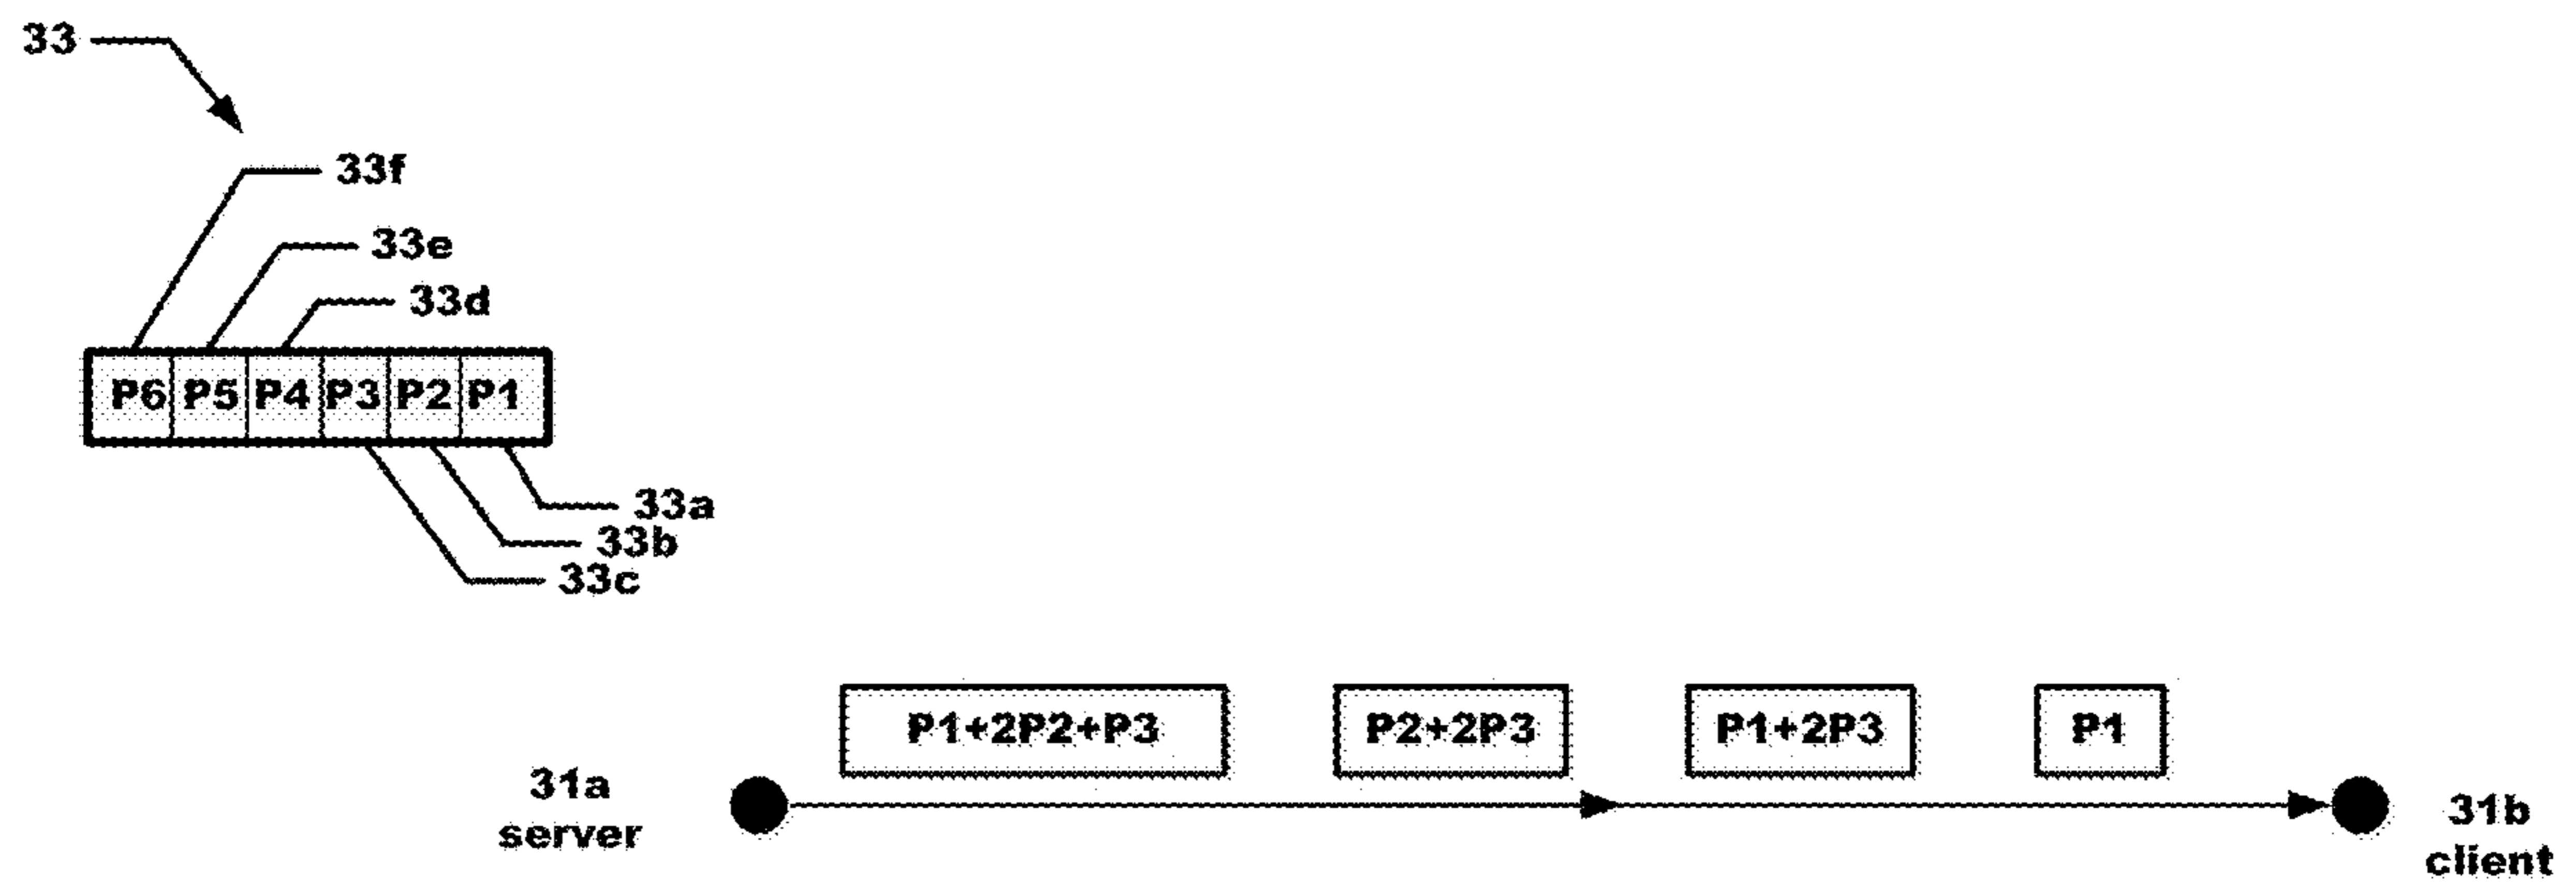 33
33f
33e
33d
P6 P5 P4 P3 P2 P1
33a
33b
33c
P1+2P2+P3 P2+2P3 P1+2P3 P1
31a
server
31b
client